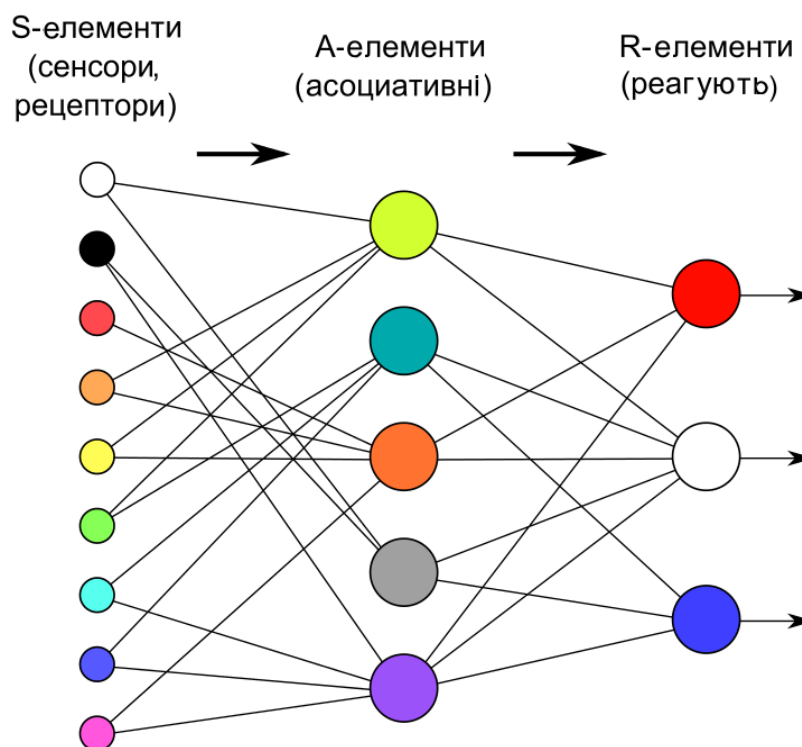 S-елементи
(сенсори,
рецептори)
А-елементи
(асоциативні)
R-елементи
(реагують)